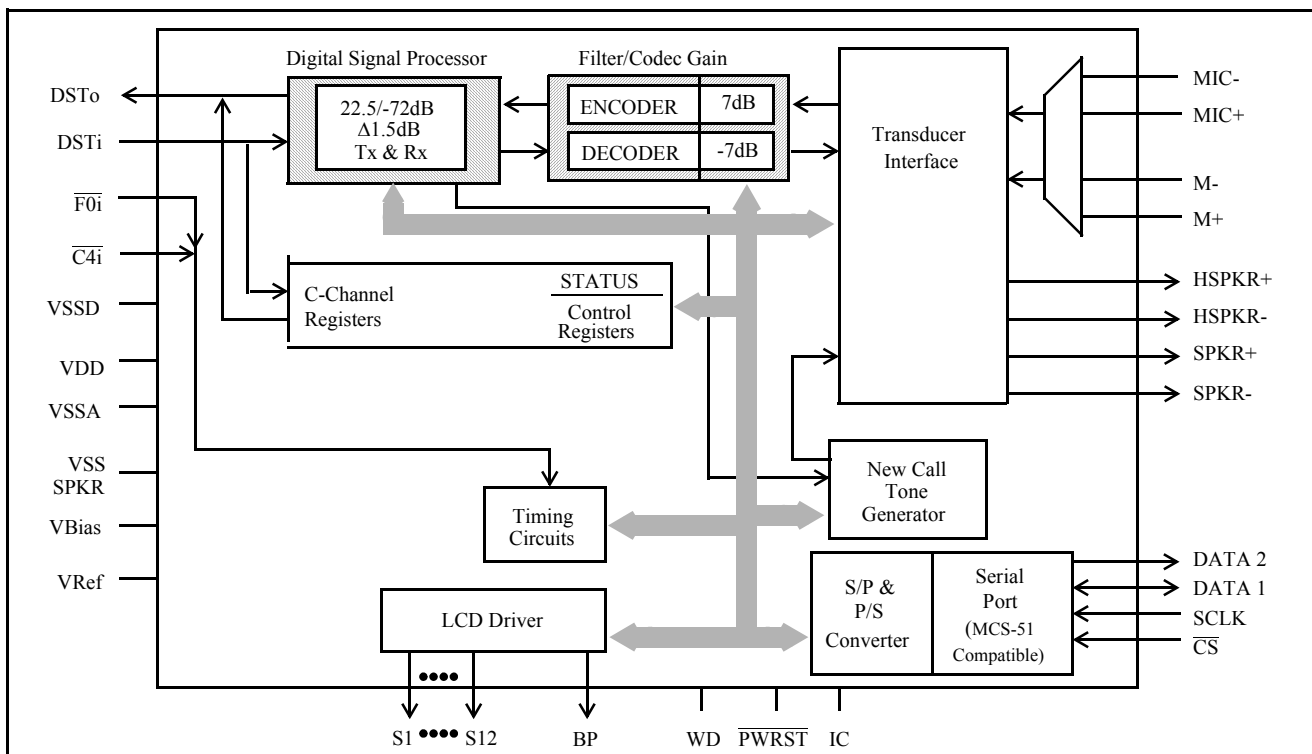 Digital Signal Processor
Filter/Codec Gain
DSTo
DSTi
F0i
C4i
VSSD
VDD
VSSA
VSS
SPKR
VBias
VRef
22.5/-72dB
Δ1.5dB
Tx & Rx
ENCODER
7dB
DECODER
-7dB
Transducer
Interface
MIC-
MIC+
M-
M+
HSPKR+
HSPKR-
SPKR+
SPKR-
C-Channel
Registers
STATUS
Control
Registers
Timing
Circuits
New Call
Tone
Generator
LCD Driver
S/P &
P/S
Converter
Serial
Port
(MCS-51
Compatible)
DATA 2
DATA 1
SCLK
CS
S1
S12
BP
WD
PWRST
IC